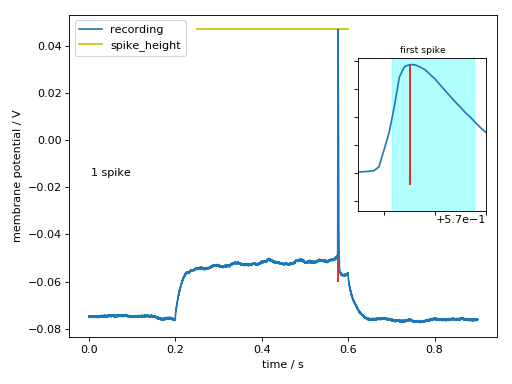 recording
spike_height
first spike
0.04
0.02
0.00
−0.02
−0.04
−0.06
−0.08
membrane potential / V
1 spike
+5.7e−1
0.0
0.2
0.4
0.6
0.8
time / s